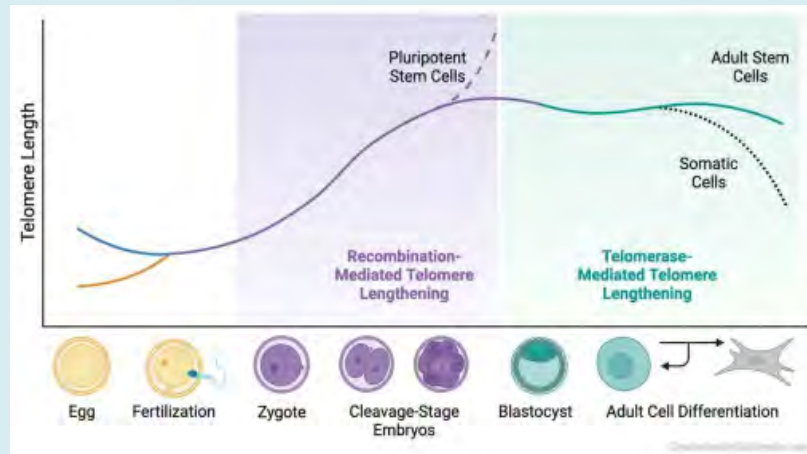 Pluripotent
Stem Cells
Adult Stem
Cells
Somatic
Cells
Telomere Length
Recombination-
Mediated Telomere
Lengthening
Telomerase-
Mediated Telomere
Lengthening
Egg
Fertilization
Zygote
Cleavage-Stage
Embryos
Blastocyst
Adult Cell Differentiation